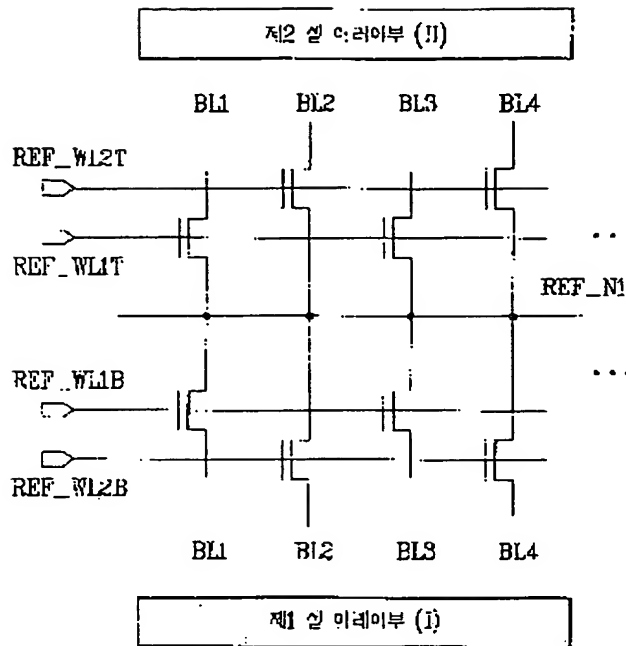 제2 셀 어레이부 (II)
BL1 BL2 BL3 BL4
REF_WL2T
REF_WL1T
REF_N1
REF_WL1B
REF_WL2B
BL1 BL2 BL3 BL4
제1 셀 어레이부 (I)